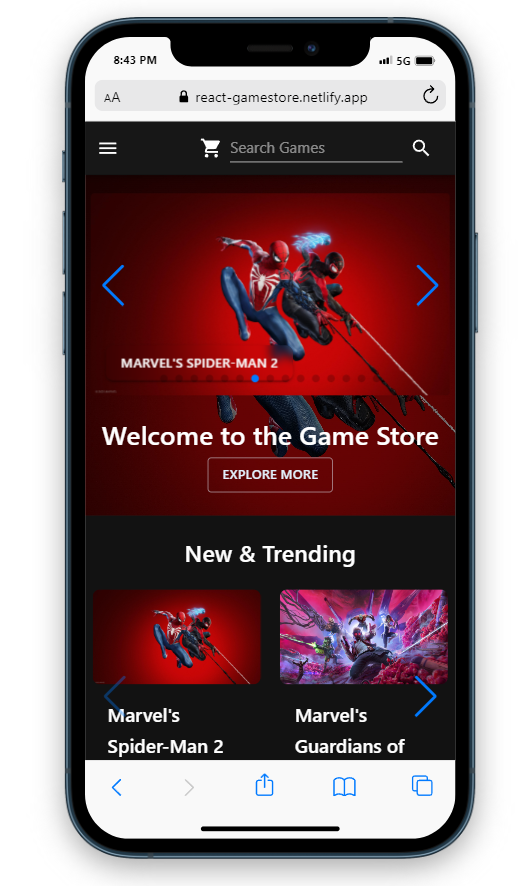 8:43 PM
5G
AA
react-gamestore.netlify.app
Search Games
MARVEL'S SPIDER-MAN 2
Welcome to the Game Store
EXPLORE MORE
New & Trending
Marvel's
Spider-Man 2
Marvel's
Guardians of